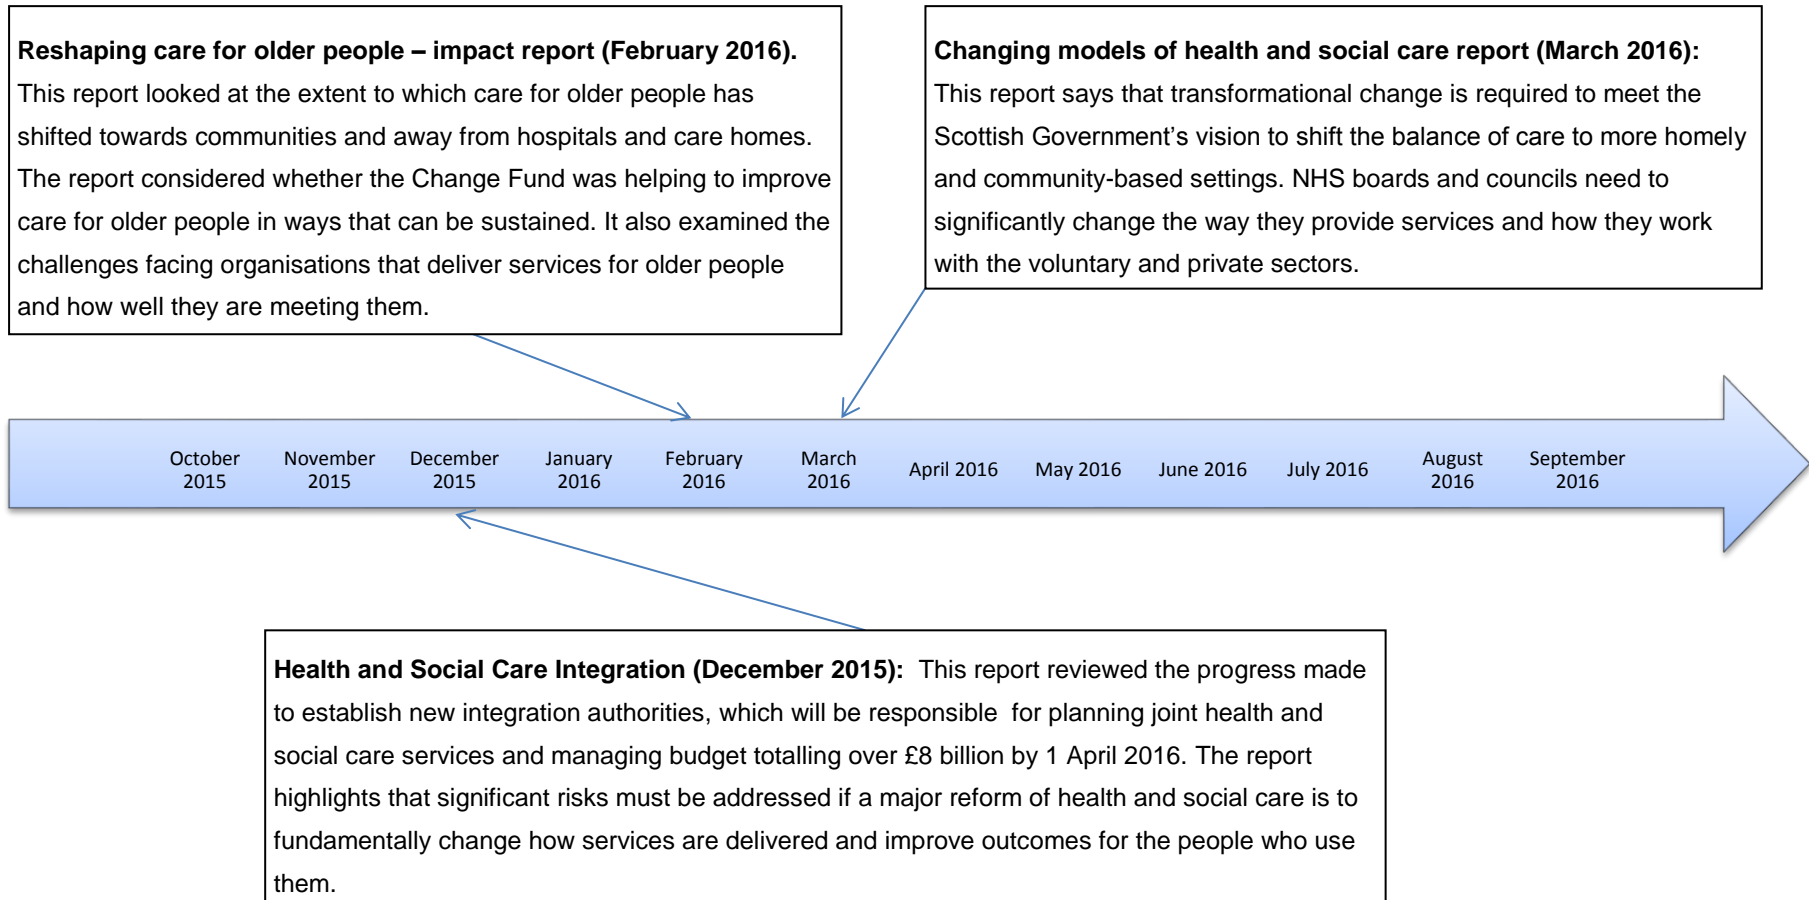 Reshaping care for older people – impact report (February 2016).
This report looked at the extent to which care for older people has
shifted towards communities and away from hospitals and care homes.
The report considered whether the Change Fund was helping to improve
care for older people in ways that can be sustained. It also examined the
challenges facing organisations that deliver services for older people
and how well they are meeting them.
Changing models of health and social care report (March 2016):
This report says that transformational change is required to meet the
Scottish Government’s vision to shift the balance of care to more homely
and community-based settings. NHS boards and councils need to
significantly change the way they provide services and how they work
with the voluntary and private sectors.
October
2015
November
2015
December
2015
January
2016
February
2016
March
2016
April 2016
May 2016
June 2016
July 2016
August
2016
September
2016
Health and Social Care Integration (December 2015): This report reviewed the progress made
to establish new integration authorities, which will be responsible for planning joint health and
social care services and managing budget totalling over £8 billion by 1 April 2016. The report
highlights that significant risks must be addressed if a major reform of health and social care is to
fundamentally change how services are delivered and improve outcomes for the people who use
them.